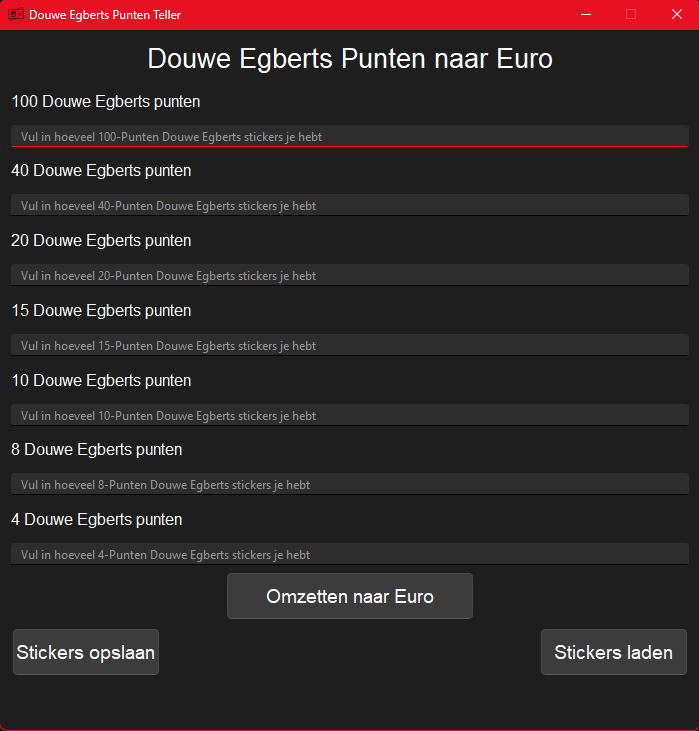 Douwe Egberts Punten Teller
Douwe Egberts Punten naar Euro
100 Douwe Egberts punten
Vul in hoeveel 100-Punten Douwe Egberts stickers je hebt
40 Douwe Egberts punten
Vul in hoeveel 40-Punten Douwe Egberts stickers je hebt
20 Douwe Egberts punten
Vul in hoeveel 20-Punten Douwe Egberts stickers je hebt
15 Douwe Egberts punten
Vul in hoeveel 15-Punten Douwe Egberts stickers je hebt
10 Douwe Egberts punten
Vul in hoeveel 10-Punten Douwe Egberts stickers je hebt
8 Douwe Egberts punten
Vul in hoeveel 8-Punten Douwe Egberts stickers je hebt
4 Douwe Egberts punten
Vul in hoeveel 4-Punten Douwe Egberts stickers je hebt
Omzetten naar Euro
Stickers opslaan
Stickers laden